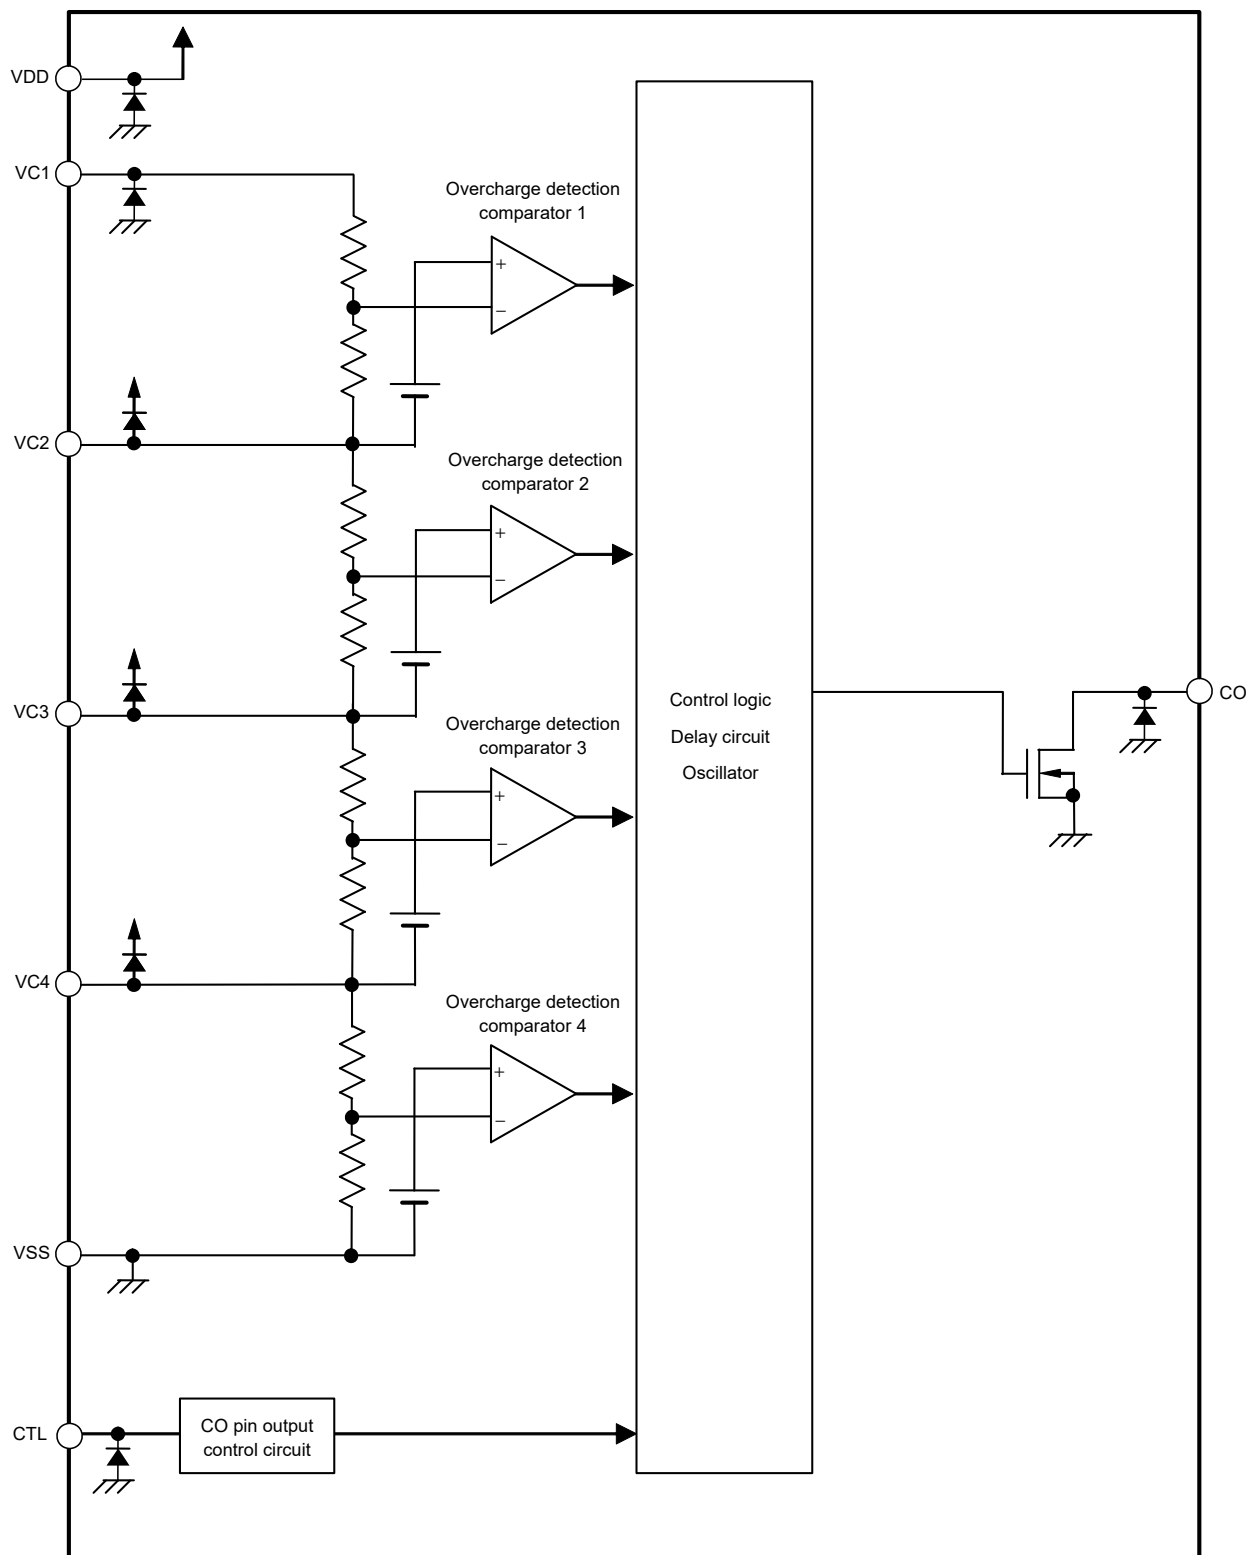 VDD
VC1
Overcharge detection
comparator 1
+
−
VC2
Overcharge detection
comparator 2
+
−
VC3
Control logic
Delay circuit
Oscillator
CO
Overcharge detection
comparator 3
+
−
VC4
Overcharge detection
comparator 4
+
−
VSS
CTL
CO pin output
control circuit